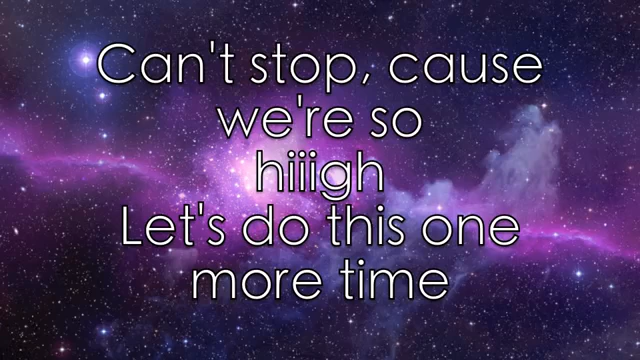 Can't stop, cause
we're so
hiiigh
Let's do this one
more time